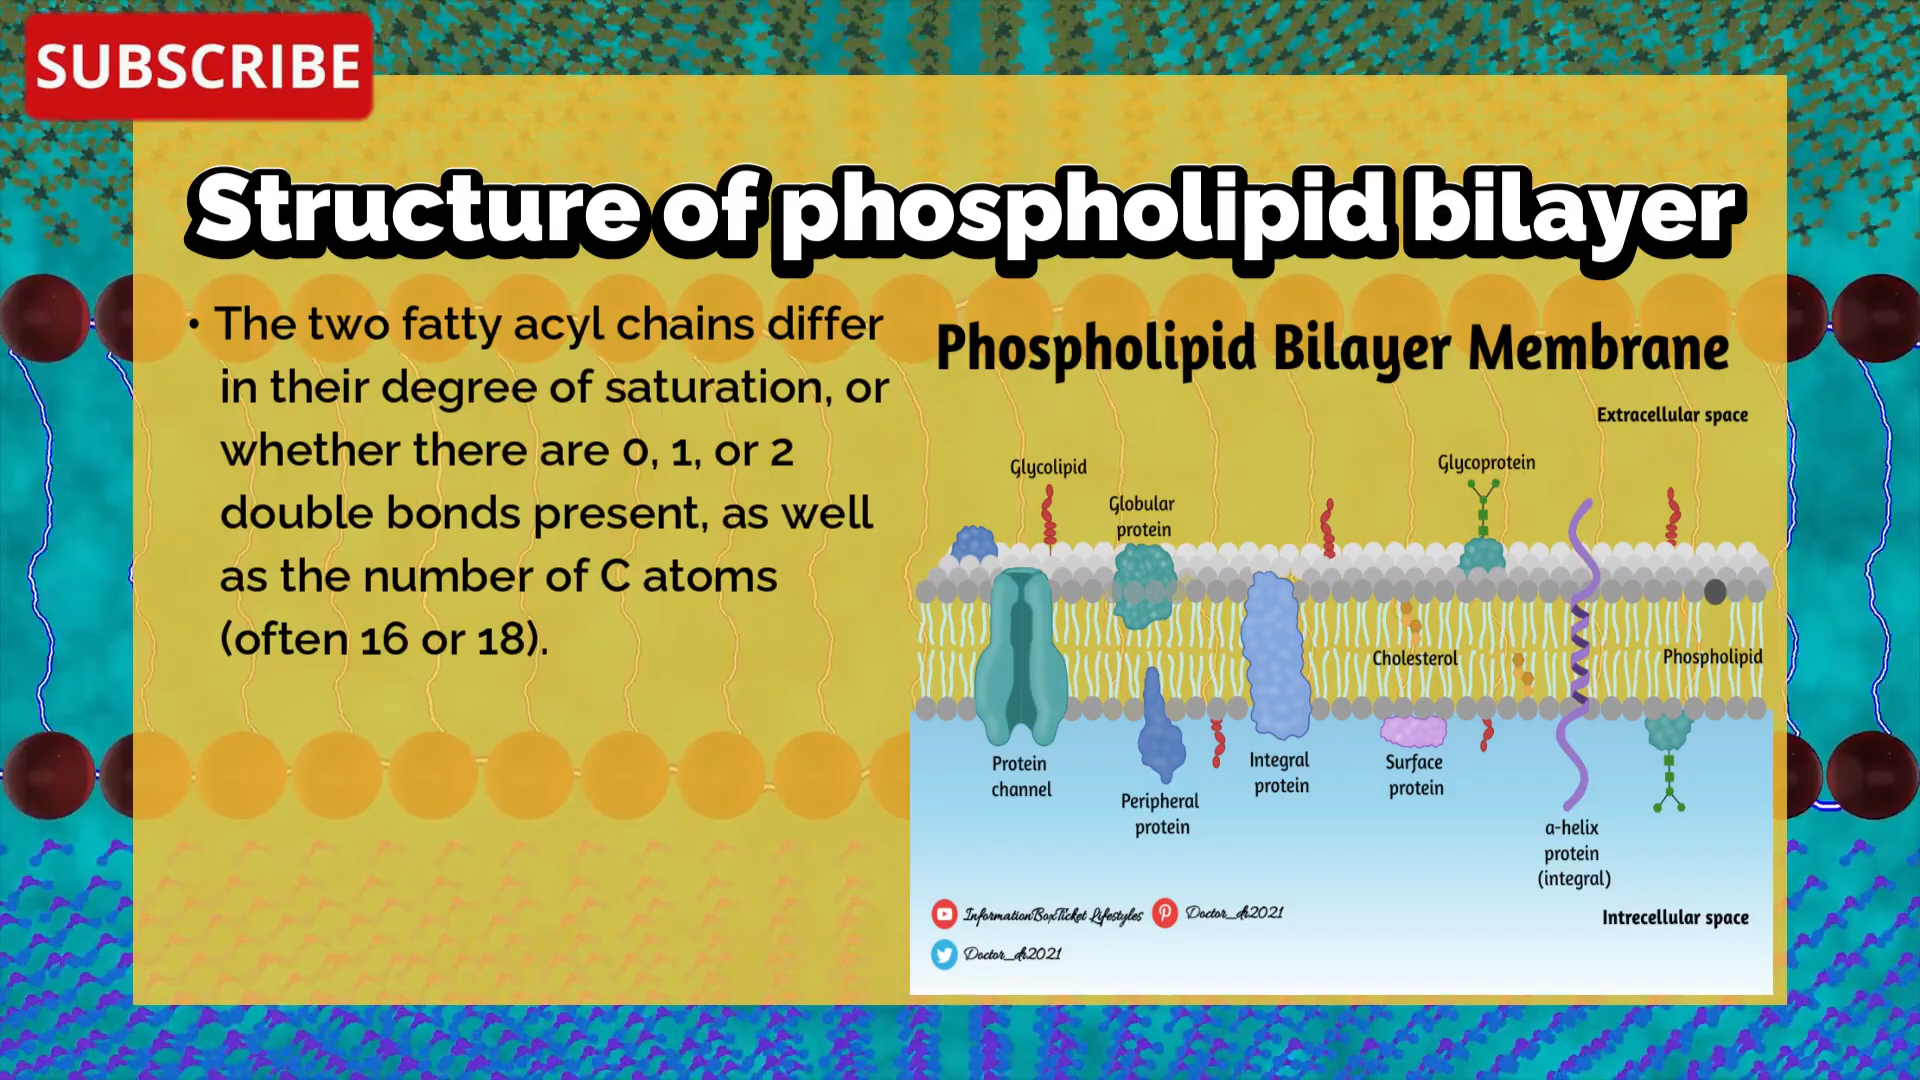 SUBSCRIBE
Structure of phospholipid bilayer
• The two fatty acyl chains differ
in their degree of saturation, or
whether there are 0, 1, or 2
double bonds present, as well
as the number of C atoms
(often 16 or 18).
Phospholipid Bilayer Membrane
Extracellular space
Glycolipid
Globular
protein
Glycoprotein
Cholesterol
Phospholipid
Protein
channel
Peripheral
protein
Integral
protein
Surface
protein
a-helix
protein
(integral)
Intrecellular space
InformationBoxTicket Lifestyles
Doctor_dr2021
Doctor_dr2021